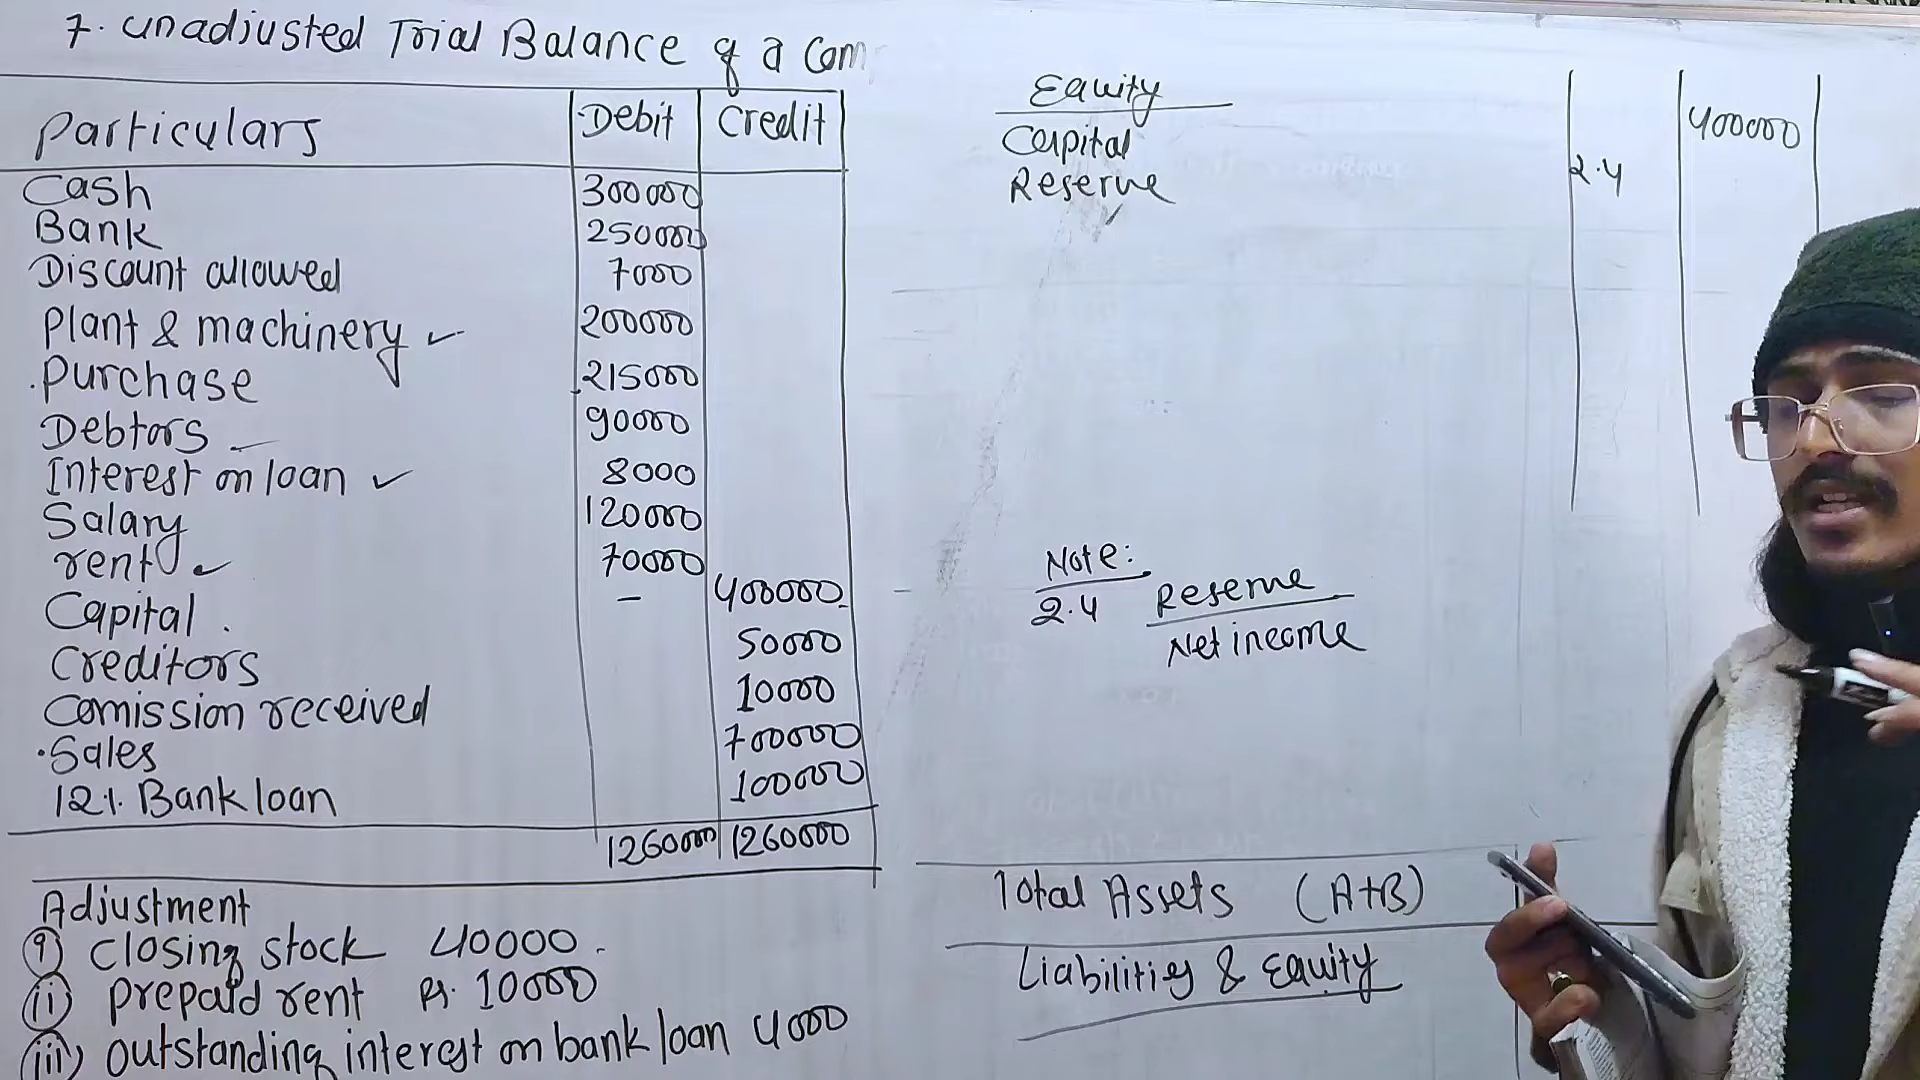 7. Unadjusted Trial Balance of a Com
Particulars Debit Credit
Cash 300000
Bank 250000
Discount allowed 7000
Plant & machinery ✓ 200000
.Purchase 215000
Debtors 90000
Interest on loan ✓ 8000
Salary 120000
rent ✓ 70000
Capital . – 400000
Creditors 50000
Comission received 10000
.Sales 700000
12%. Bank loan 100000
1260000 1260000
Adjustment
(i) closing stock 40000.
(ii) prepaid rent Rs. 10000
(iii) outstanding interest on bank loan 4000
Equity
Capital 400000
Reserve 2.4
Note:
2.4 Reserve
Net income
Total Assets (A+B)
Liabilities & Equity